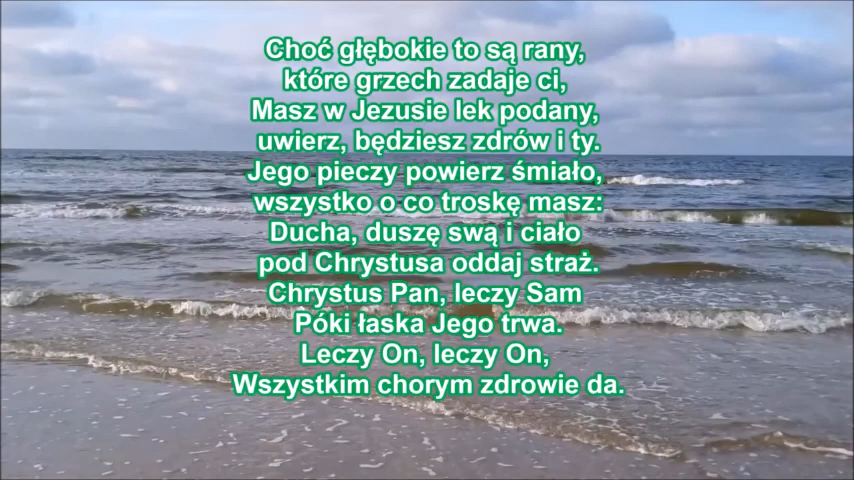 Choć głębokie to są rany,
które grzech zadaje ci,
Masz w Jezusie lek podany,
uwierz, będziesz zdrów i ty.
Jego pieczy powierz śmiało,
wszystko o co troskę masz:
Ducha, duszę swą i ciało
pod Chrystusa oddaj straż.
Chrystus Pan, leczy Sam
Póki łaska Jego trwa.
Leczy On, leczy On,
Wszystkim chorym zdrowie da.